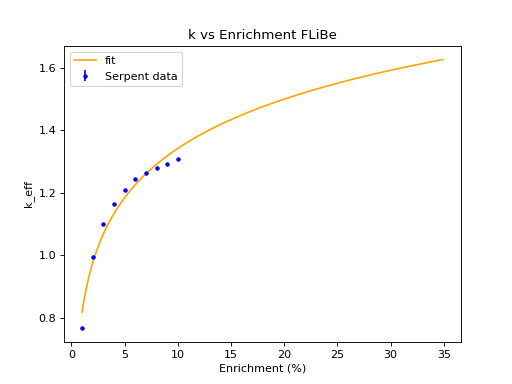 k vs Enrichment FLiBe
fit
Serpent data
k_eff
1.6
1.4
1.2
1.0
0.8
0 5 10 15 20 25 30 35
Enrichment (%)